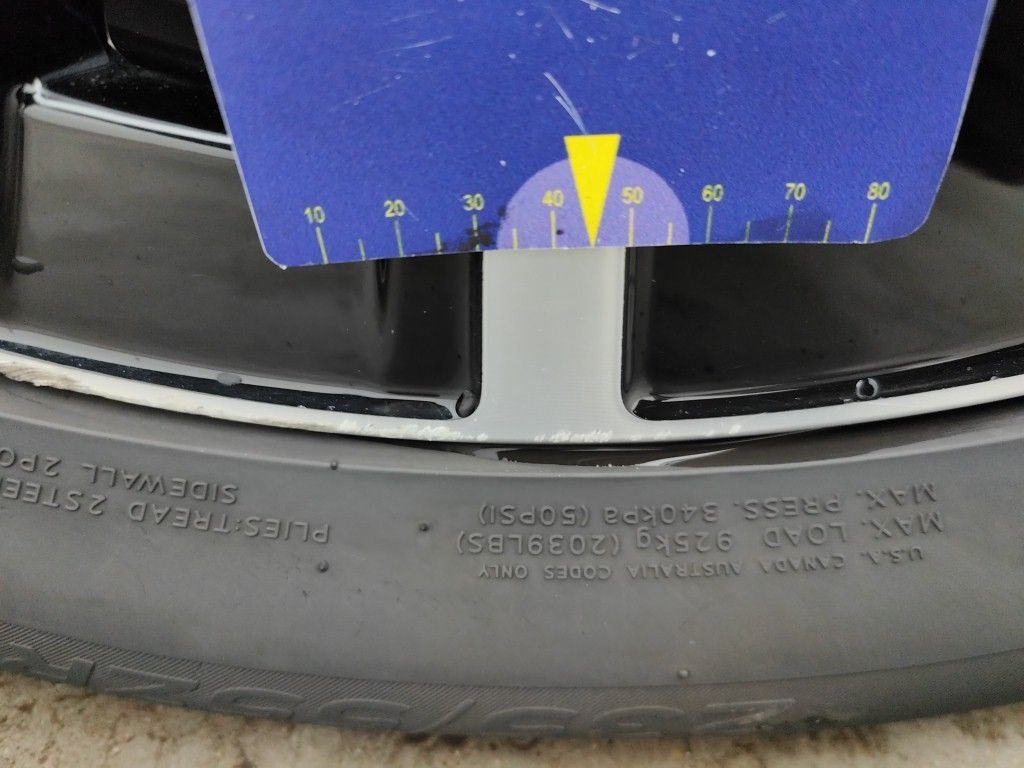 10 20 30 40 50 60 70 80
U.S.A. CANADA AUSTRALIA CODES ONLY
MAX. LOAD 925kg (2039LBS)
MAX. PRESS. 340kPa (50PSI)
PLIES:TREAD 2STEE
SIDEWALL 2PO